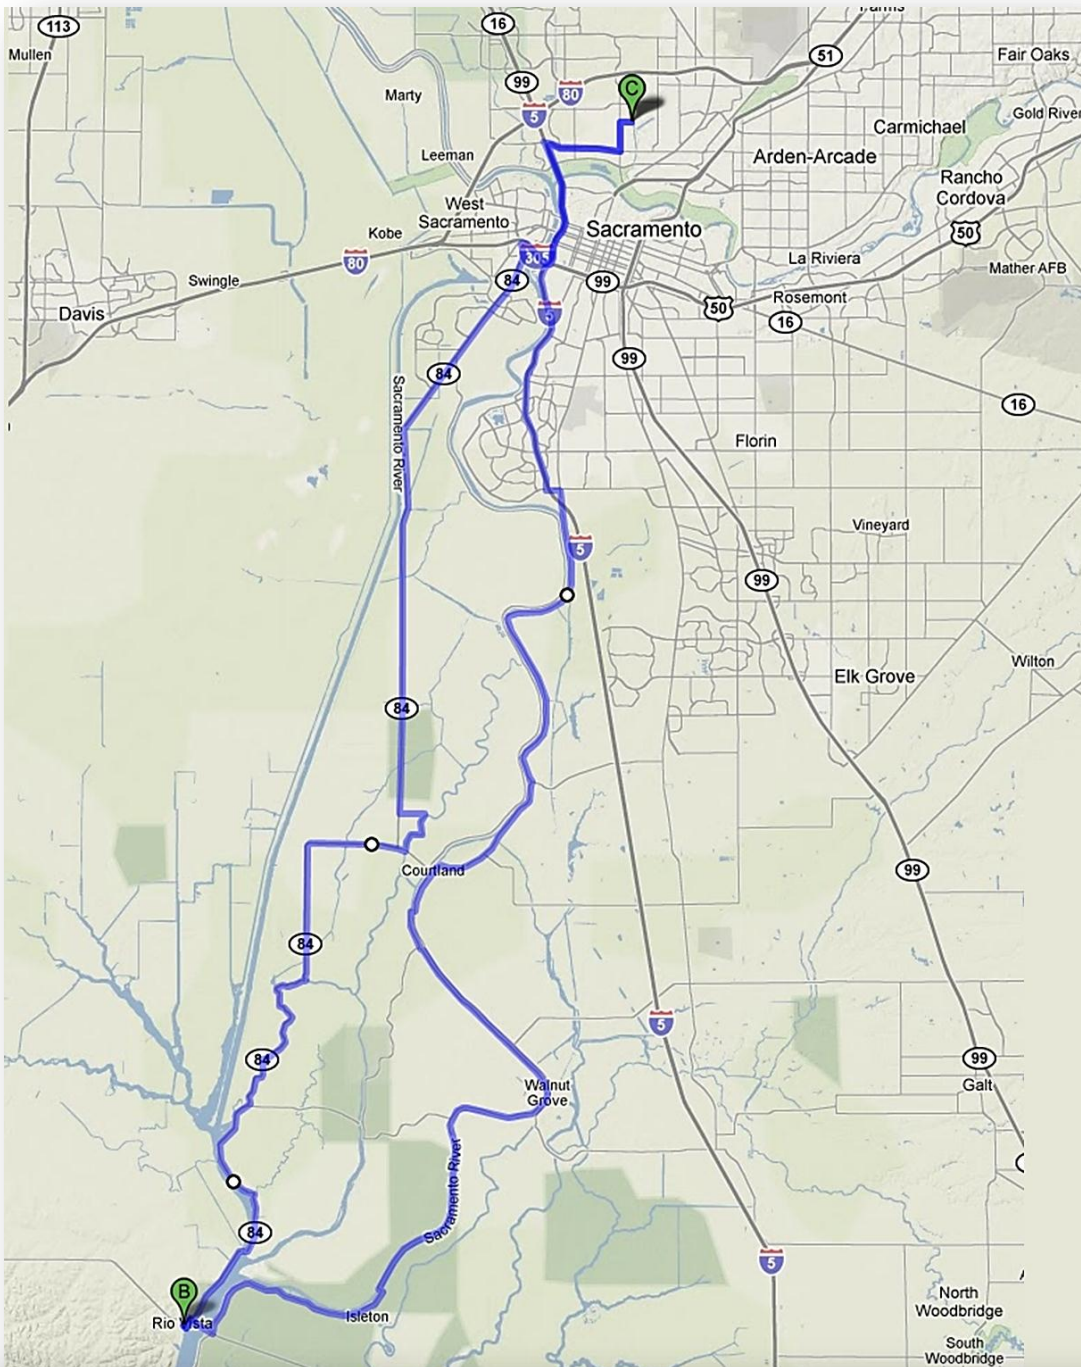 113
16
Farms
Mullen
51
Fair Oaks
99
80
C
Marty
5
Gold River
Carmichael
Leeman
Arden-Arcade
Rancho
Cordova
West
Sacramento
Sacramento
50
Kobe
80
305
La Riviera
Mather AFB
Swingle
84
99
Rosemont
50
Davis
5
16
99
84
16
Sacramento River
Florin
Vineyard
5
99
Wilton
Elk Grove
84
Courtland
99
84
5
84
99
Galt
Walnut
Grove
Sacramento River
84
5
B
Rio Vista
Isleton
North
Woodbridge
South
Woodbridge